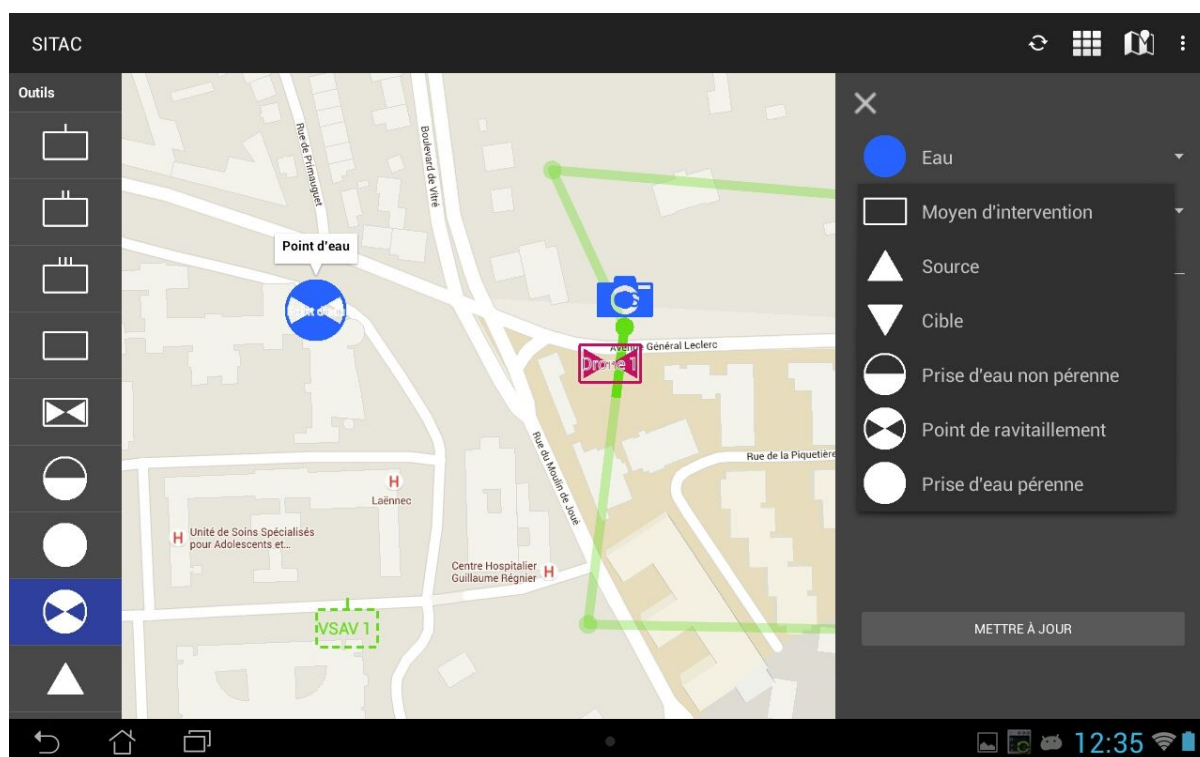 SITAC
Outils
Rue de Primauguet
Boulevard de Vitré
Point d'eau
Avenue Général Leclerc
Drone 1
Rue du Moulin de Joué
Rue de la Piquetière
H
Laënnec
H Unité de Soins Spécialisés
pour Adolescents et...
Centre Hospitalier
Guillaume Régnier H
VSAV 1
Eau
Moyen d'intervention
Source
Cible
Prise d'eau non pérenne
Point de ravitaillement
Prise d'eau pérenne
METTRE À JOUR
12:35